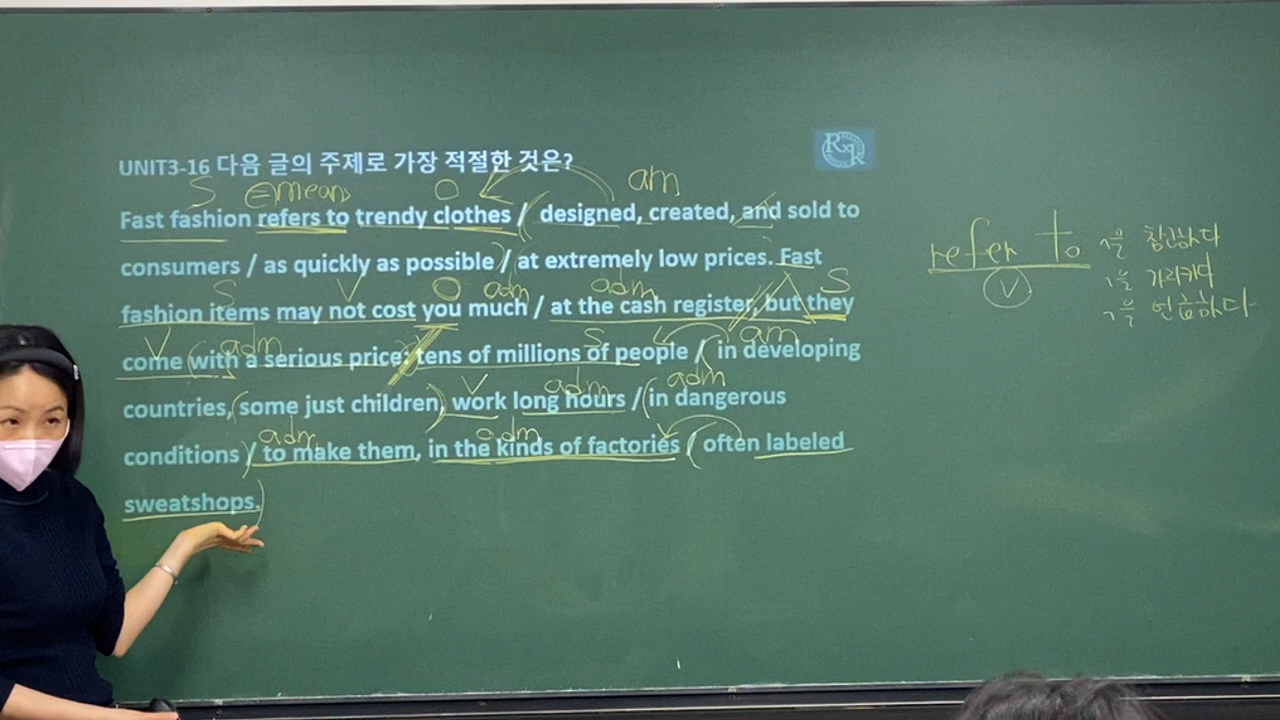 UNIT3-16 다음 글의 주제로 가장 적절한 것은?
RR
S =means O am
Fast fashion refers to trendy clothes / ( designed, created, and sold to
consumers / as quickly as possible ) / at extremely low prices. Fast
S V O adm adm S
fashion items may not cost you much / at the cash register, but they
V adm S am
come (with a serious price: tens of millions of people / ( in developing
countries, (some just children), work long hours / (in dangerous
V adm adm
conditions ) / to make them, in the kinds of factories / ( often labeled
adm adm
sweatshops. )
refer to
V
~을 참고하다
~을 가리키다
~을 언급하다